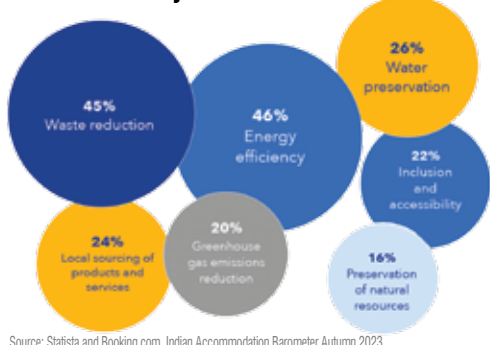 45%
Waste reduction
46%
Energy
efficiency
26%
Water
preservation
22%
Inclusion
and
accessibility
24%
Local sourcing of
products and
services
20%
Greenhouse
gas emissions
reduction
16%
Preservation
of natural
resources
Source: Statista and Booking.com, Indian Accommodation Barometer Autumn 2023